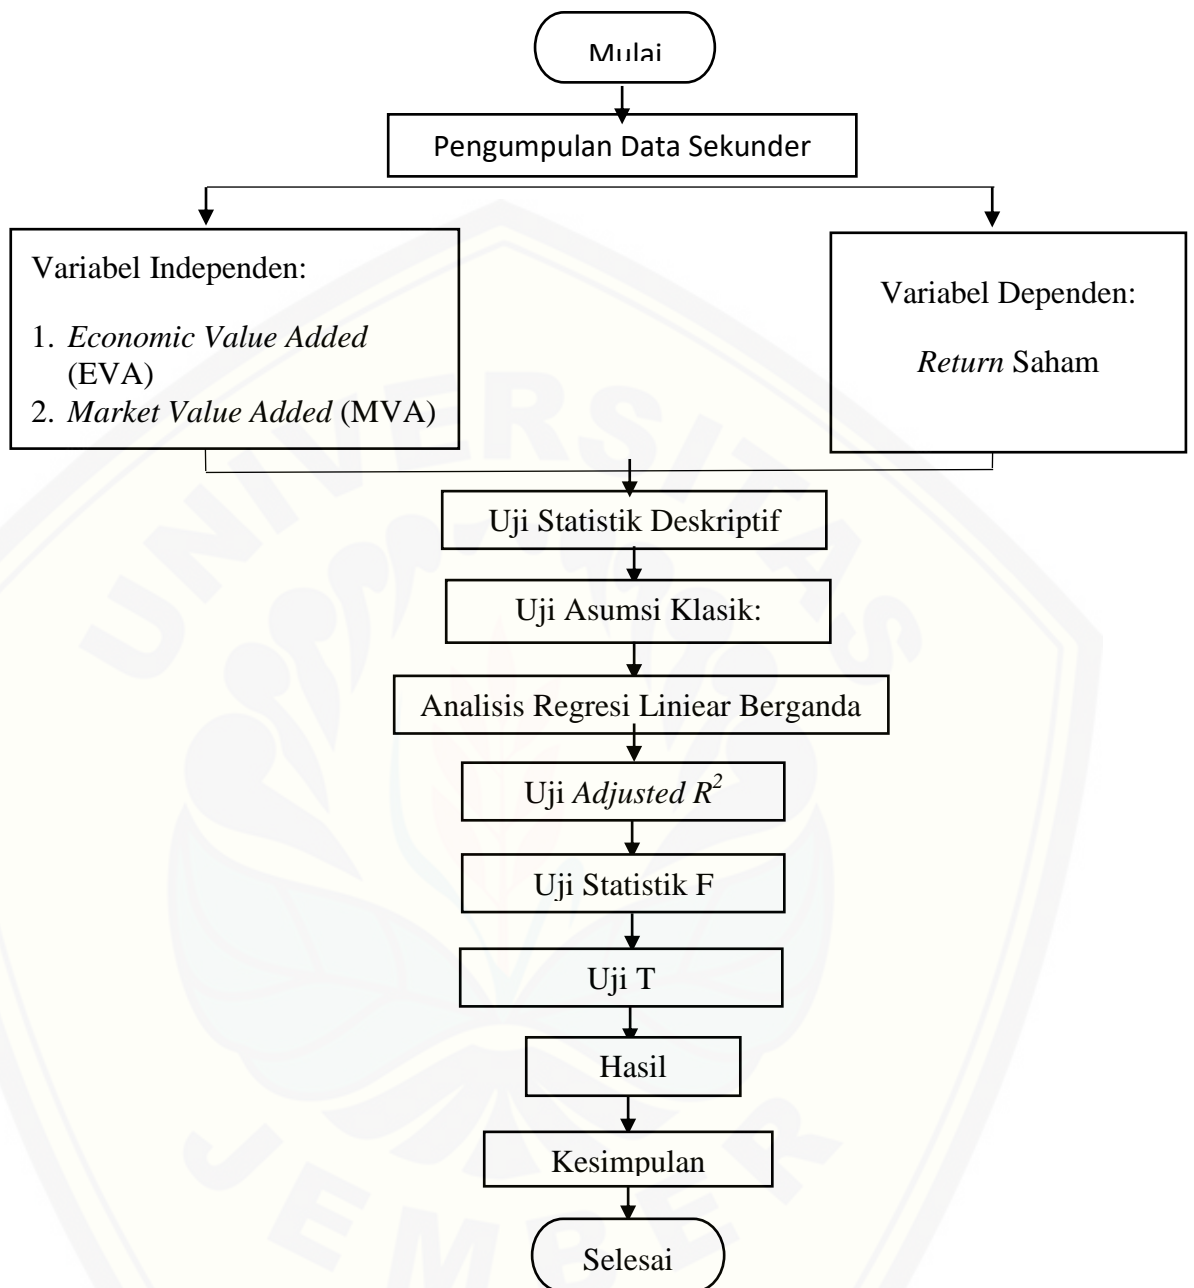 Mulai
Pengumpulan Data Sekunder
Variabel Independen:
1. Economic Value Added
(EVA)
2. Market Value Added (MVA)
Variabel Dependen:
Return Saham
Uji Statistik Deskriptif
Uji Asumsi Klasik:
Analisis Regresi Liniear Berganda
Uji Adjusted R²
Uji Statistik F
Uji T
Hasil
Kesimpulan
Selesai
UNIVERSITAS
JEMBER